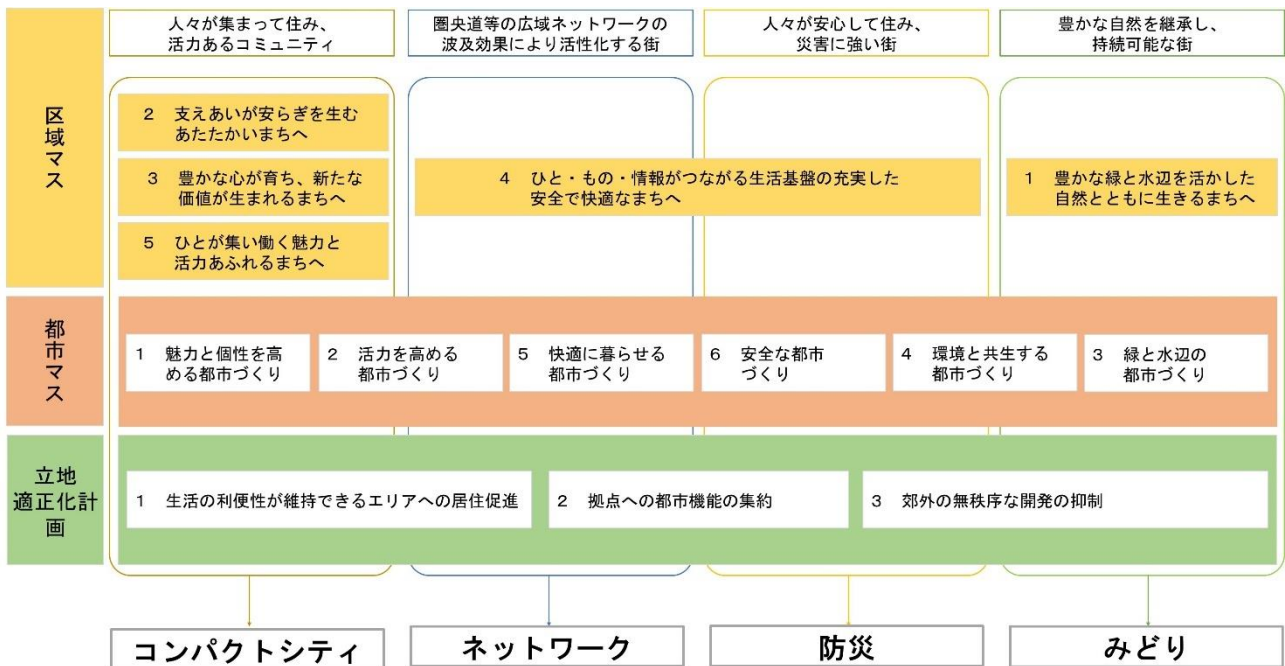 人々が集まって住み、
活力あるコミュニティ
圏央道等の広域ネットワークの
波及効果により活性化する街
人々が安心して住み、
災害に強い街
豊かな自然を継承し、
持続可能な街
区域マス
2 支えあいが安らぎを生む
あたたかいまちへ
3 豊かな心が育ち、新たな
価値が生まれるまちへ
5 ひとが集い働く魅力と
活力あふれるまちへ
4 ひと・もの・情報がつながる生活基盤の充実した
安全で快適なまちへ
1 豊かな緑と水辺を活かした
自然とともに生きるまちへ
都市マス
1 魅力と個性を高
める都市づくり
2 活力を高める
都市づくり
5 快適に暮らせる
都市づくり
6 安全な都市
づくり
4 環境と共生する
都市づくり
3 緑と水辺の
都市づくり
立地
適正化計
画
1 生活の利便性が維持できるエリアへの居住促進
2 拠点への都市機能の集約
3 郊外の無秩序な開発の抑制
コンパクトシティ
ネットワーク
防災
みどり